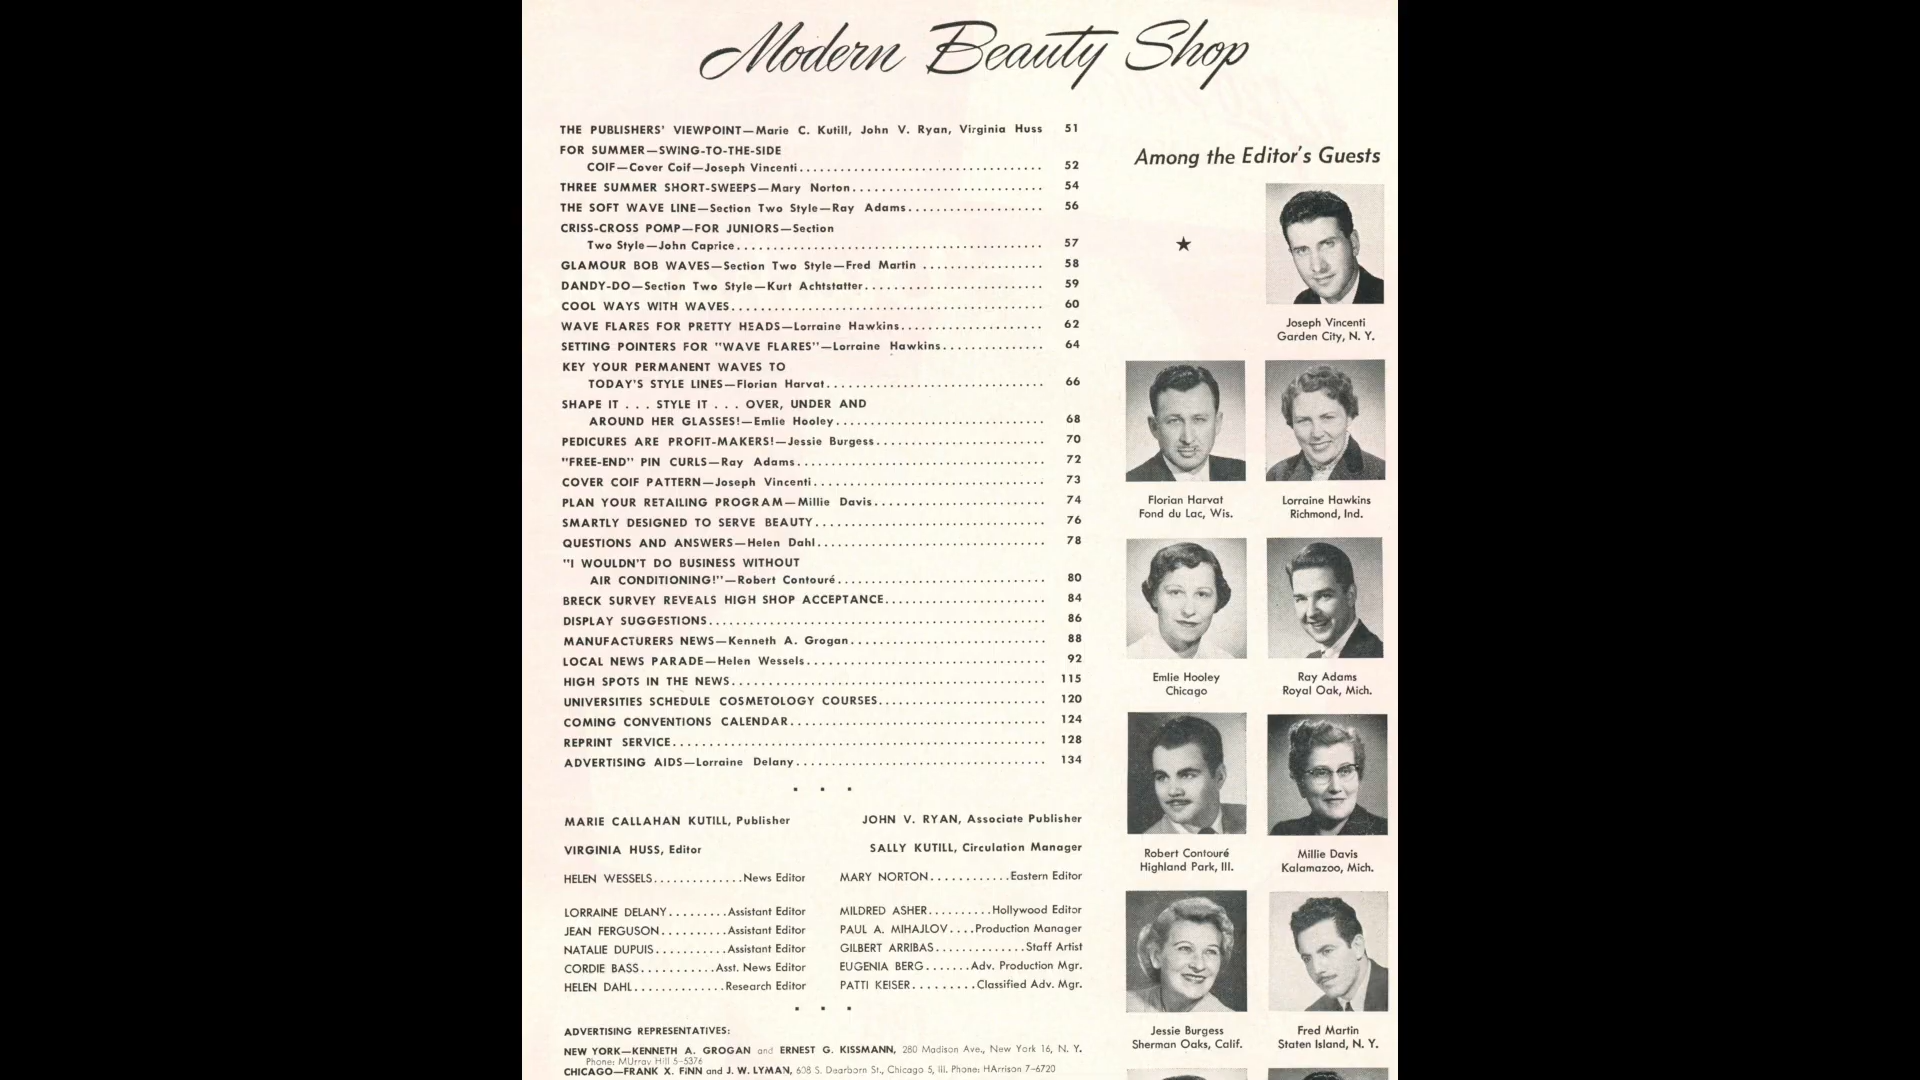 Modern Beauty Shop
THE PUBLISHERS' VIEWPOINT—Marie C. Kutill, John V. Ryan, Virginia Huss 51
FOR SUMMER—SWING-TO-THE-SIDE
COIF—Cover Coif—Joseph Vincenti 52
THREE SUMMER SHORT-SWEEPS—Mary Norton 54
THE SOFT WAVE LINE—Section Two Style—Ray Adams 56
CRISS-CROSS POMP—FOR JUNIORS—Section
Two Style—John Caprice 57
GLAMOUR BOB WAVES—Section Two Style—Fred Martin 58
DANDY-DO—Section Two Style—Kurt Achtstatter 59
COOL WAYS WITH WAVES 60
WAVE FLARES FOR PRETTY HEADS—Lorraine Hawkins 62
SETTING POINTERS FOR "WAVE FLARES"—Lorraine Hawkins 64
KEY YOUR PERMANENT WAVES TO
TODAY'S STYLE LINES—Florian Harvat 66
SHAPE IT . . . STYLE IT . . . OVER, UNDER AND
AROUND HER GLASSES!—Emlie Hooley 68
PEDICURES ARE PROFIT-MAKERS!—Jessie Burgess 70
"FREE-END" PIN CURLS—Ray Adams 72
COVER COIF PATTERN—Joseph Vincenti 73
PLAN YOUR RETAILING PROGRAM—Millie Davis 74
SMARTLY DESIGNED TO SERVE BEAUTY 76
QUESTIONS AND ANSWERS—Helen Dahl 78
"I WOULDN'T DO BUSINESS WITHOUT
AIR CONDITIONING!"—Robert Contouré 80
BRECK SURVEY REVEALS HIGH SHOP ACCEPTANCE 84
DISPLAY SUGGESTIONS 86
MANUFACTURERS NEWS—Kenneth A. Grogan 88
LOCAL NEWS PARADE—Helen Wessels 92
HIGH SPOTS IN THE NEWS 115
UNIVERSITIES SCHEDULE COSMETOLOGY COURSES 120
COMING CONVENTIONS CALENDAR 124
REPRINT SERVICE 128
ADVERTISING AIDS—Lorraine Delany 134
MARIE CALLAHAN KUTILL, Publisher
JOHN V. RYAN, Associate Publisher
VIRGINIA HUSS, Editor
SALLY KUTILL, Circulation Manager
HELEN WESSELS News Editor
MARY NORTON Eastern Editor
LORRAINE DELANY Assistant Editor
JEAN FERGUSON Assistant Editor
NATALIE DUPUIS Assistant Editor
CORDIE BASS Asst. News Editor
HELEN DAHL Research Editor
MILDRED ASHER Hollywood Editor
PAUL A. MIHAJLOV Production Manager
GILBERT ARRIBAS Staff Artist
EUGENIA BERG Adv. Production Mgr.
PATTI KEISER Classified Adv. Mgr.
ADVERTISING REPRESENTATIVES:
NEW YORK—KENNETH A. GROGAN and ERNEST G. KISSMANN, 280 Madison Ave., New York 16, N. Y.
Phone: MUrray Hill 5-5376
CHICAGO—FRANK X. FINN and J. W. LYMAN, 608 S. Dearborn St., Chicago 5, Ill. Phone: HArrison 7-6720
Among the Editor's Guests
Joseph Vincenti
Garden City, N. Y.
Florian Harvat
Fond du Lac, Wis.
Lorraine Hawkins
Richmond, Ind.
Emlie Hooley
Chicago
Ray Adams
Royal Oak, Mich.
Robert Contouré
Highland Park, Ill.
Millie Davis
Kalamazoo, Mich.
Jessie Burgess
Sherman Oaks, Calif.
Fred Martin
Staten Island, N. Y.